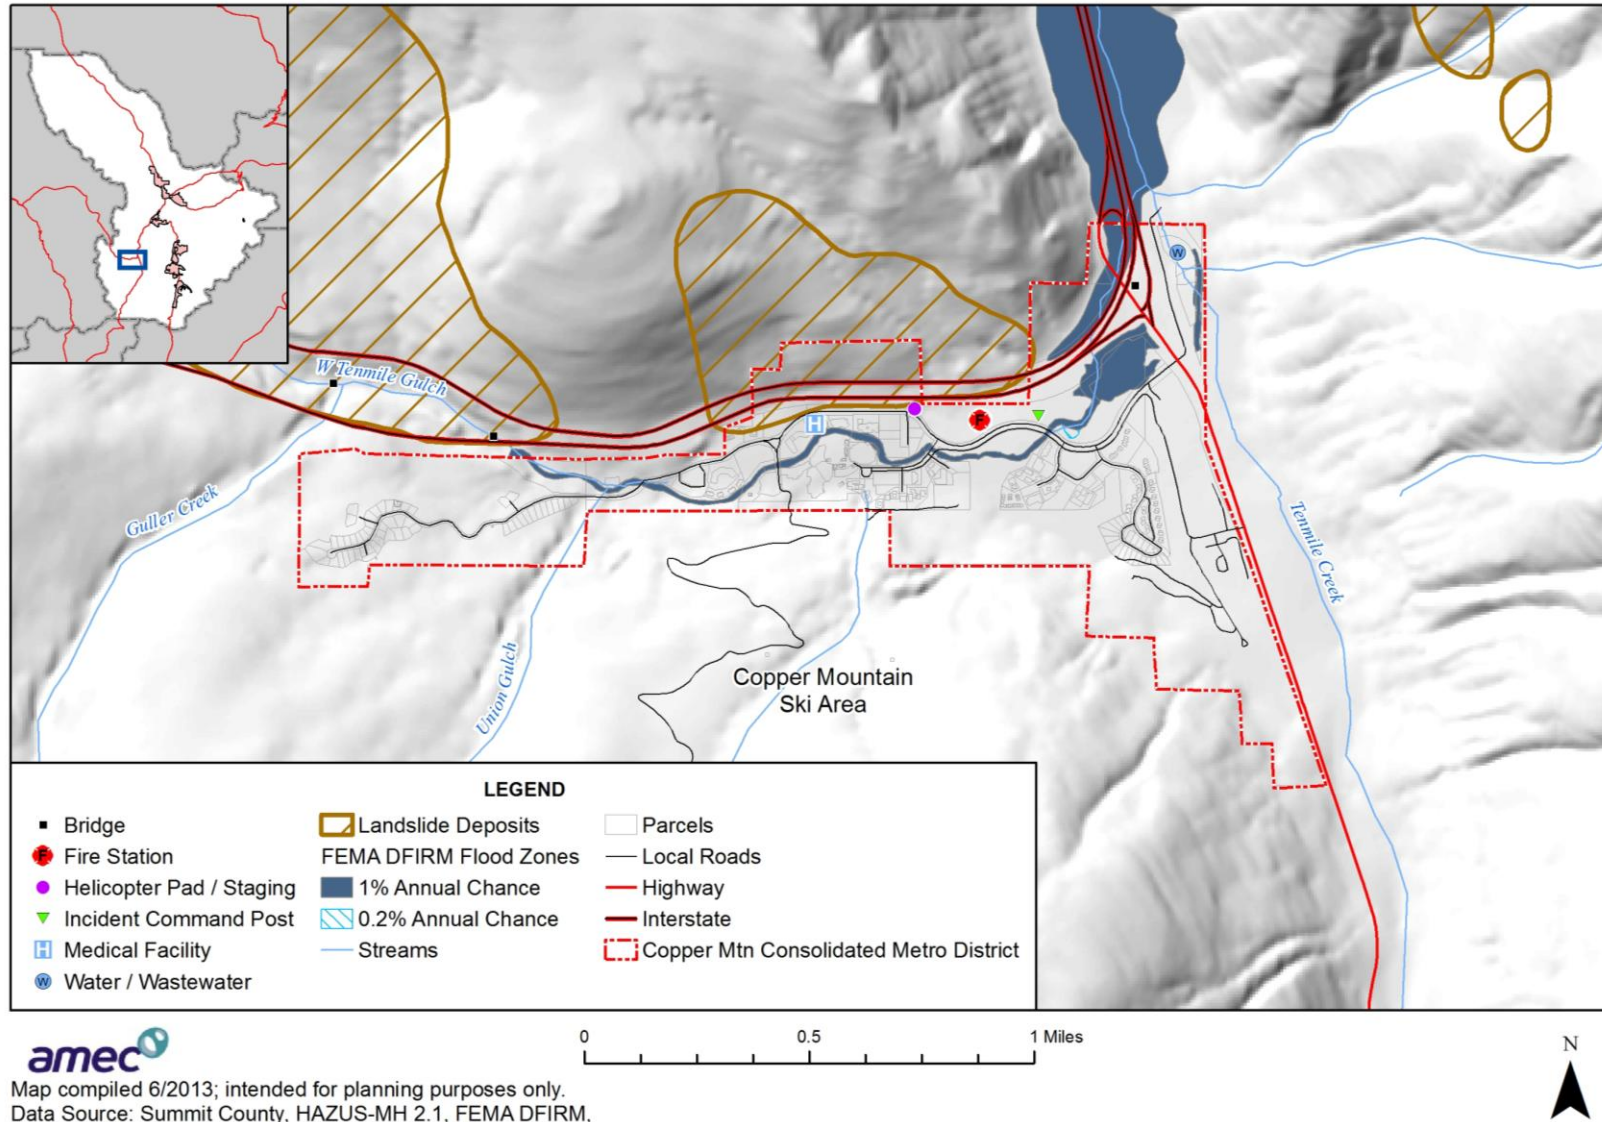 W Tenmile Gulch
Guller Creek
Union Gulch
Tenmile Creek
W
H
F
Copper Mountain
Ski Area
LEGEND
Bridge
F Fire Station
Helicopter Pad / Staging
Incident Command Post
H Medical Facility
W Water / Wastewater
Landslide Deposits
FEMA DFIRM Flood Zones
1% Annual Chance
0.2% Annual Chance
Streams
Parcels
Local Roads
Highway
Interstate
Copper Mtn Consolidated Metro District
amec
0 0.5 1 Miles
N
Map compiled 6/2013; intended for planning purposes only.
Data Source: Summit County, HAZUS-MH 2.1, FEMA DFIRM,